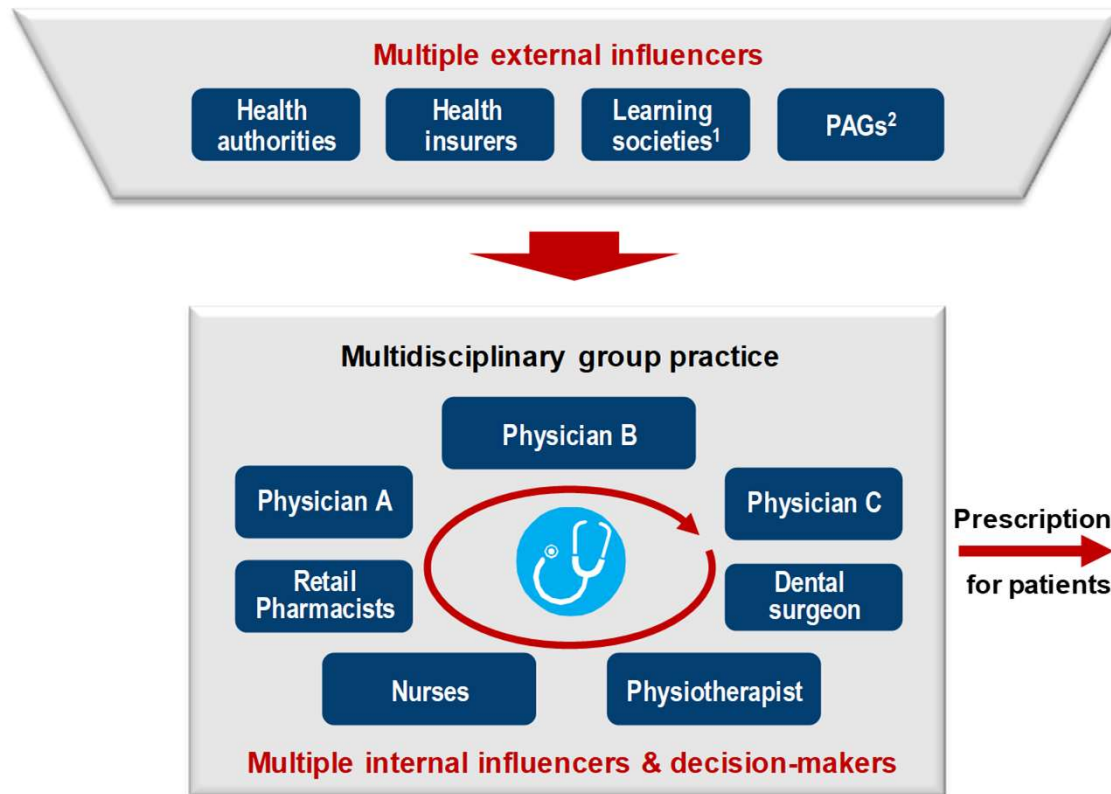 Multiple external influencers
Health
authorities
Health
insurers
Learning
societies¹
PAGs²
Multidisciplinary group practice
Physician B
Physician A
Physician C
Retail
Pharmacists
Dental
surgeon
Nurses
Physiotherapist
Multiple internal influencers & decision-makers
Prescription
for patients